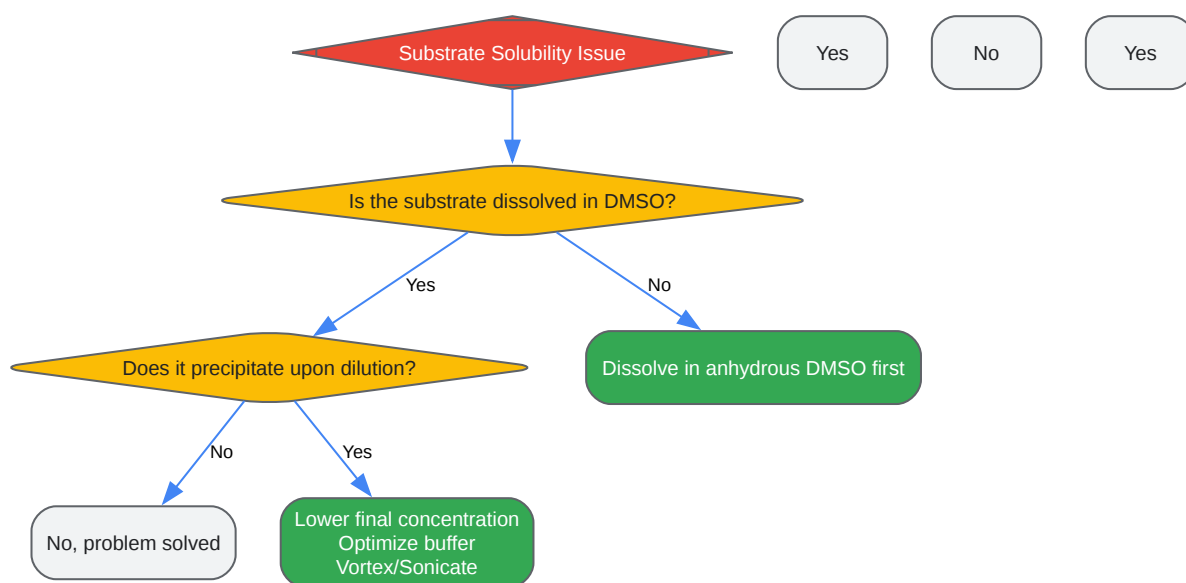 Substrate Solubility Issue
Yes
No
Yes
Is the substrate dissolved in DMSO?
Yes
No
Does it precipitate upon dilution?
Dissolve in anhydrous DMSO first
No
Yes
No, problem solved
Lower final concentration
Optimize buffer
Vortex/Sonicate